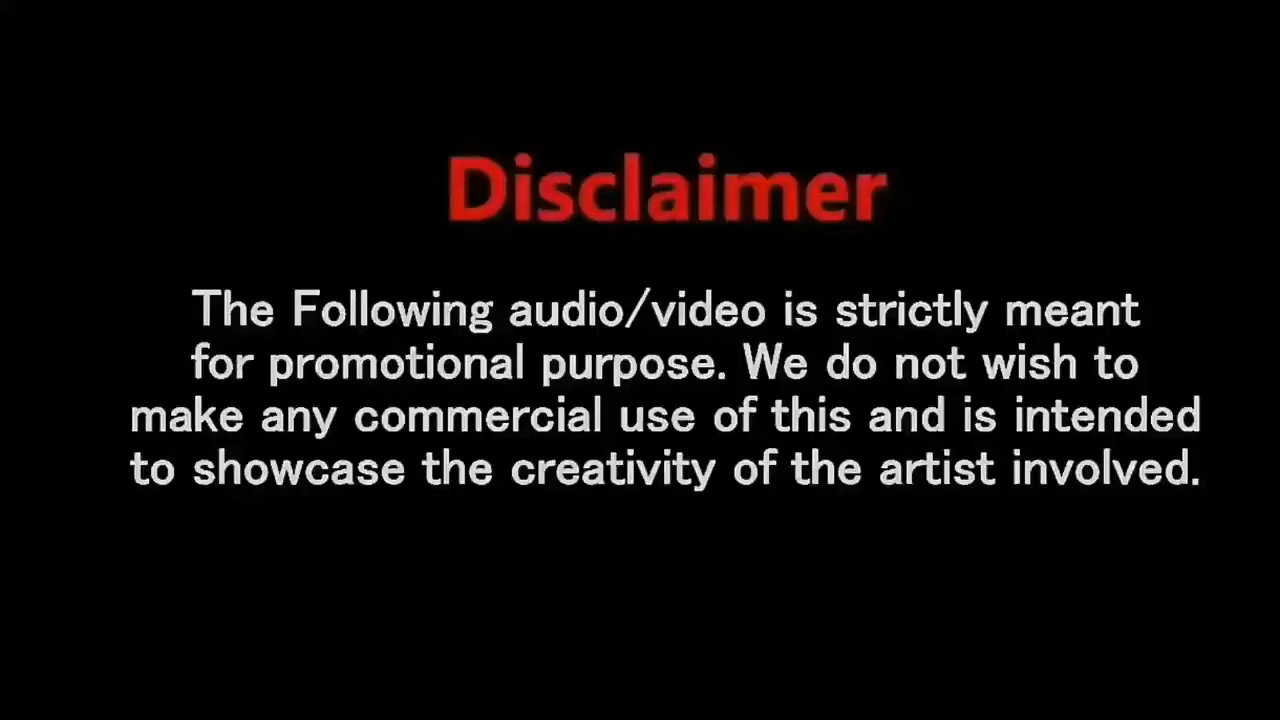 Disclaimer
The Following audio/video is strictly meant
for promotional purpose. We do not wish to
make any commercial use of this and is intended
to showcase the creativity of the artist involved.